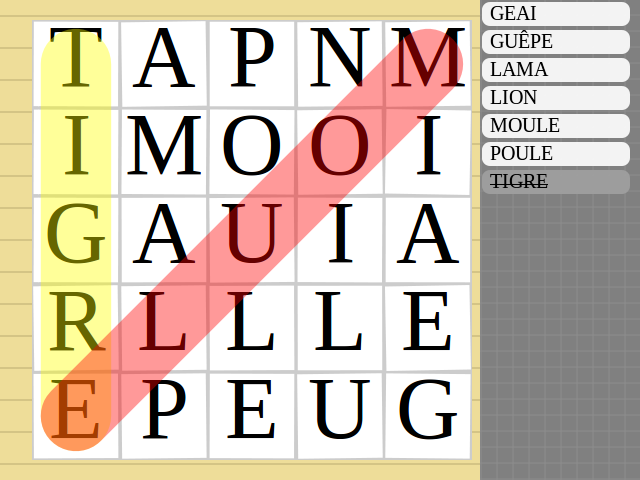 T A P N M
I M O O I
G A U I A
R L L L E
E P E U G
GEAI
GUÊPE
LAMA
LION
MOULE
POULE
TIGRE